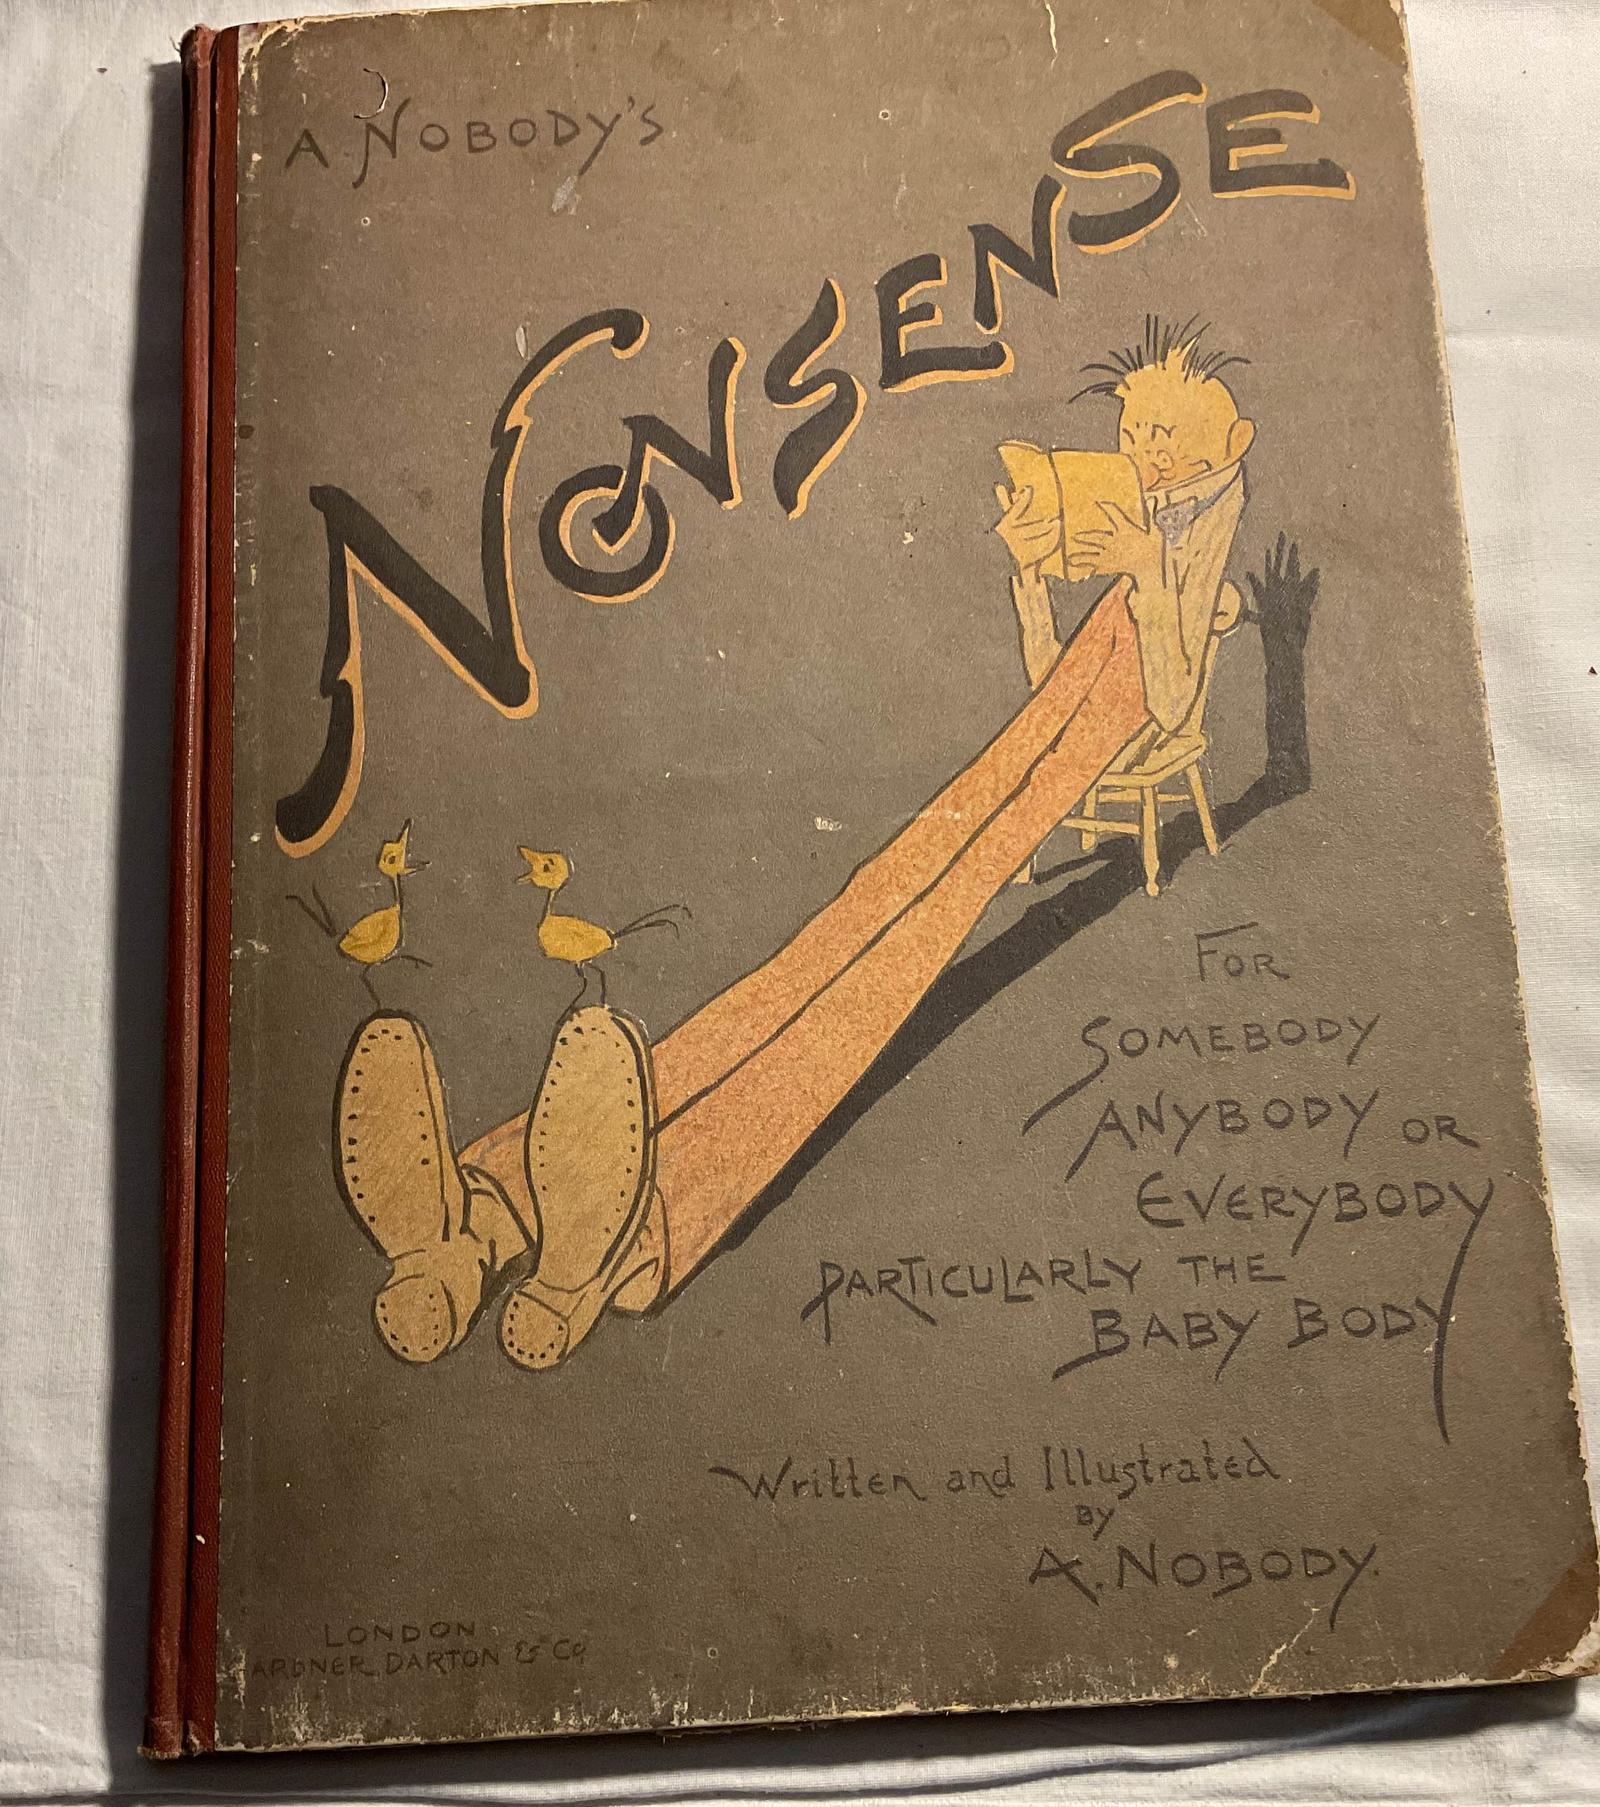 A NOBODY'S
NONSENSE
FOR
SOMEBODY
ANYBODY OR
EVERYBODY
PARTICULARLY THE
BABY BODY
Written and Illustrated
BY
A. NOBODY.
LONDON
ARDNER, DARTON & Co